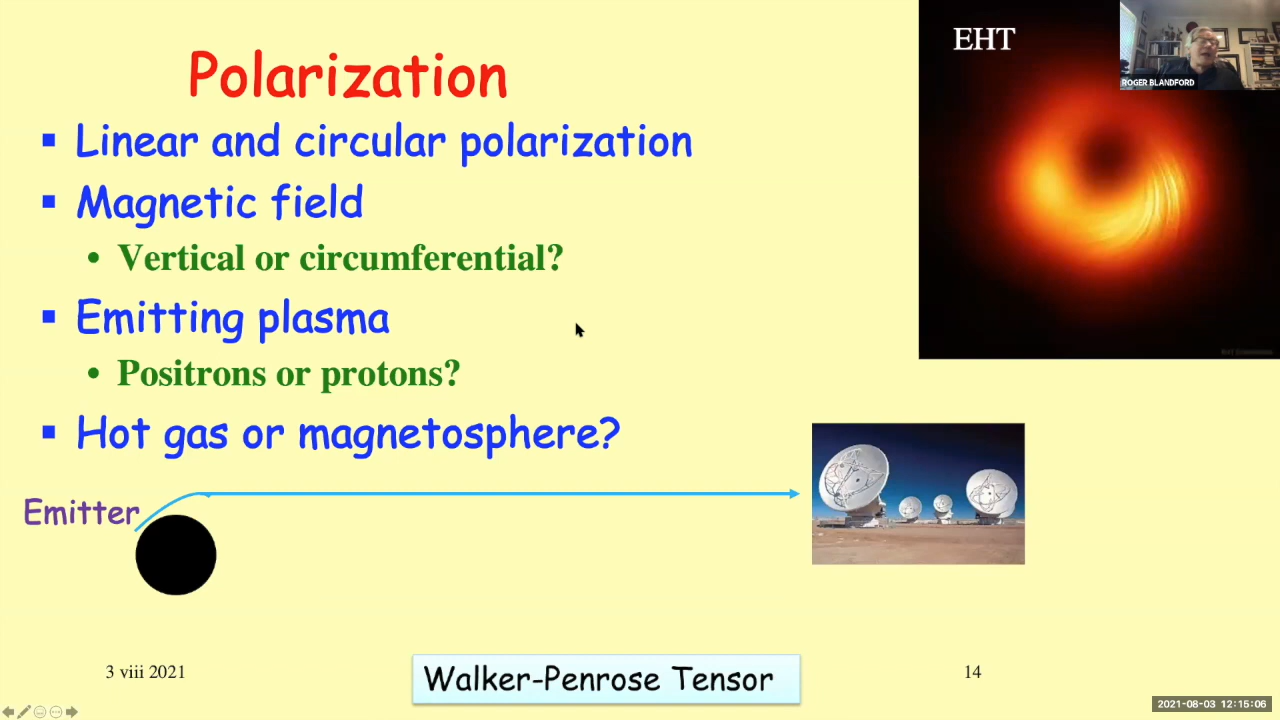 Polarization
EHT
ROGER BLANDFORD
▪ Linear and circular polarization
▪ Magnetic field
• Vertical or circumferential?
▪ Emitting plasma
• Positrons or protons?
▪ Hot gas or magnetosphere?
Emitter
3 viii 2021
Walker-Penrose Tensor
14
2021-08-03 12:15:06